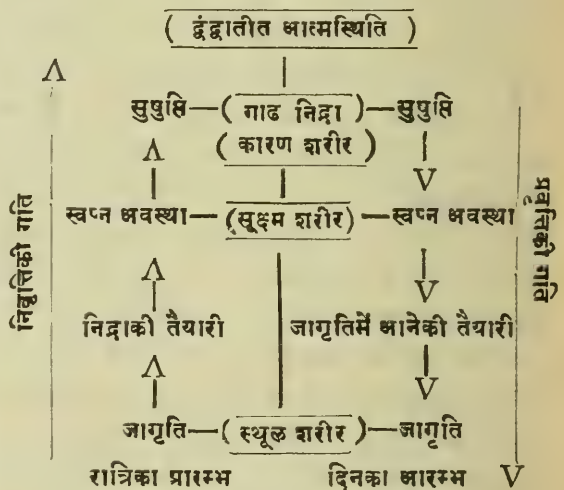 ( द्वंद्वातीत आत्मस्थिति )
सुषुप्ति—( गाढ निद्रा )—सुषुप्ति
( कारण शरीर )
स्वप्न अवस्था—(सूक्ष्म शरीर)—स्वप्न अवस्था
निद्राकी तैयारी जागृतिमें आनेकी तैयारी
जागृति—( स्थूल शरीर )—जागृति
रात्रिका प्रारम्भ दिनका आरम्भ
निवृत्तिकी गति
प्रवृत्तिकी गति